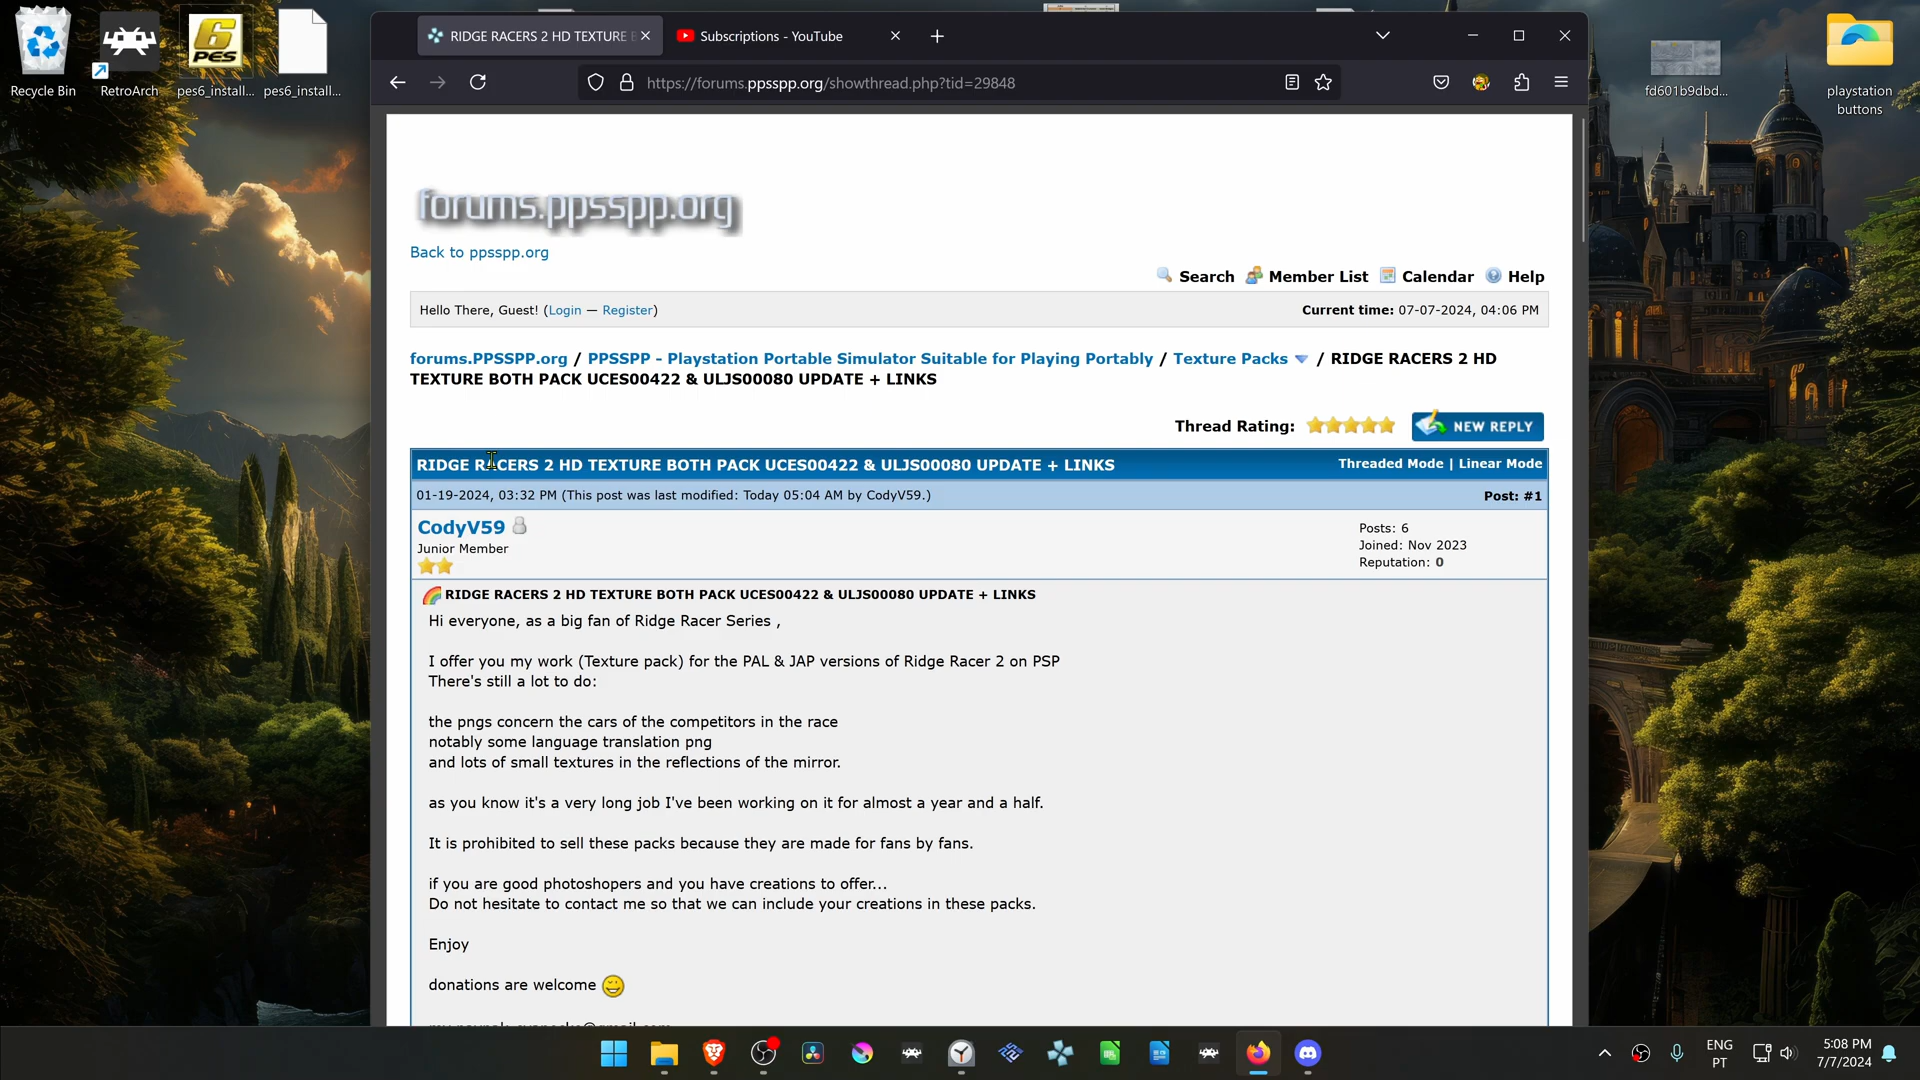 Recycle Bin
RetroArch
pes6_install...
pes6_install...
6
PES
RIDGE RACERS 2 HD TEXTURE B
Subscriptions - YouTube
https://forums.ppsspp.org/showthread.php?tid=29848
fd601b9dbd...
playstation
buttons
forums.ppsspp.org
Back to ppsspp.org
Search Member List Calendar Help
Hello There, Guest! (Login — Register)
Current time: 07-07-2024, 04:06 PM
forums.PPSSPP.org / PPSSPP - Playstation Portable Simulator Suitable for Playing Portably / Texture Packs / RIDGE RACERS 2 HD
TEXTURE BOTH PACK UCES00422 & ULJS00080 UPDATE + LINKS
Thread Rating:
NEW REPLY
RIDGE RACERS 2 HD TEXTURE BOTH PACK UCES00422 & ULJS00080 UPDATE + LINKS
Threaded Mode | Linear Mode
01-19-2024, 03:32 PM (This post was last modified: Today 05:04 AM by CodyV59.)
Post: #1
CodyV59
Junior Member
Posts: 6
Joined: Nov 2023
Reputation: 0
RIDGE RACERS 2 HD TEXTURE BOTH PACK UCES00422 & ULJS00080 UPDATE + LINKS
Hi everyone, as a big fan of Ridge Racer Series ,
I offer you my work (Texture pack) for the PAL & JAP versions of Ridge Racer 2 on PSP
There's still a lot to do:
the pngs concern the cars of the competitors in the race
notably some language translation png
and lots of small textures in the reflections of the mirror.
as you know it's a very long job I've been working on it for almost a year and a half.
It is prohibited to sell these packs because they are made for fans by fans.
if you are good photoshopers and you have creations to offer...
Do not hesitate to contact me so that we can include your creations in these packs.
Enjoy
donations are welcome
ENG
PT
5:08 PM
7/7/2024